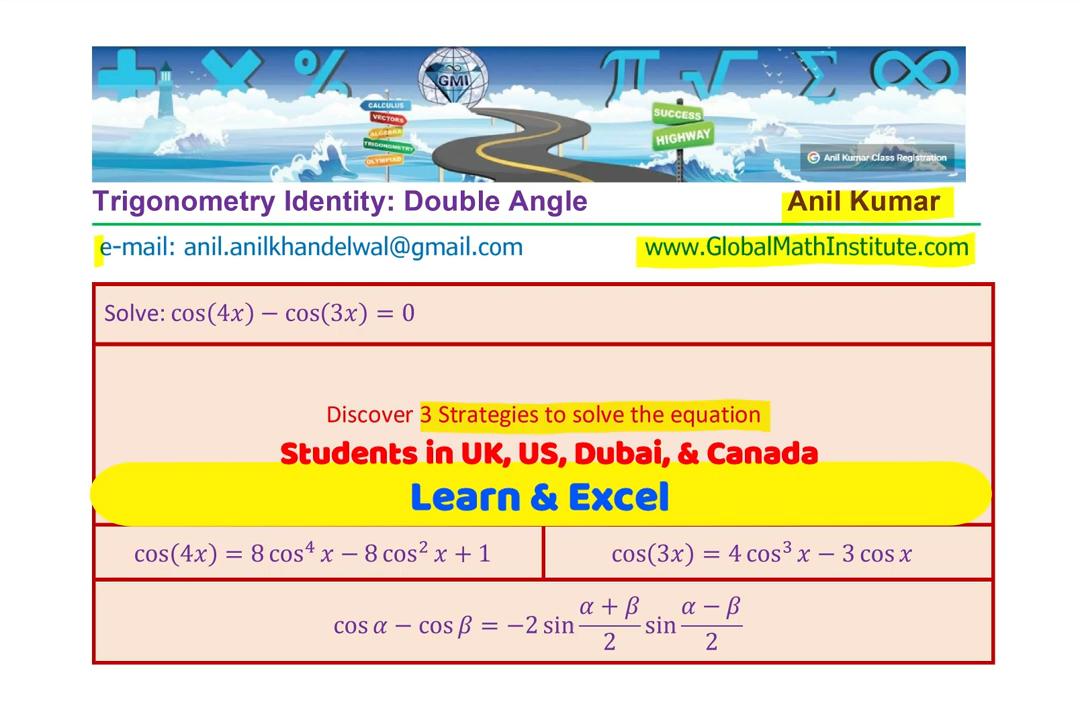 + × % GMI π √ Σ ∞
CALCULUS
VECTORS
ALGEBRA
TRIGONOMETRY
OLYMPIAD
SUCCESS
HIGHWAY
G Anil Kumar Class Registration
Trigonometry Identity: Double Angle Anil Kumar
e-mail: anil.anilkhandelwal@gmail.com www.GlobalMathInstitute.com
Solve: cos(4x) − cos(3x) = 0
Discover 3 Strategies to solve the equation
Students in UK, US, Dubai, & Canada
Learn & Excel
cos(4x) = 8 cos⁴ x − 8 cos² x + 1 cos(3x) = 4 cos³ x − 3 cos x
cos α − cos β = −2 sin (α + β)/2 sin (α − β)/2